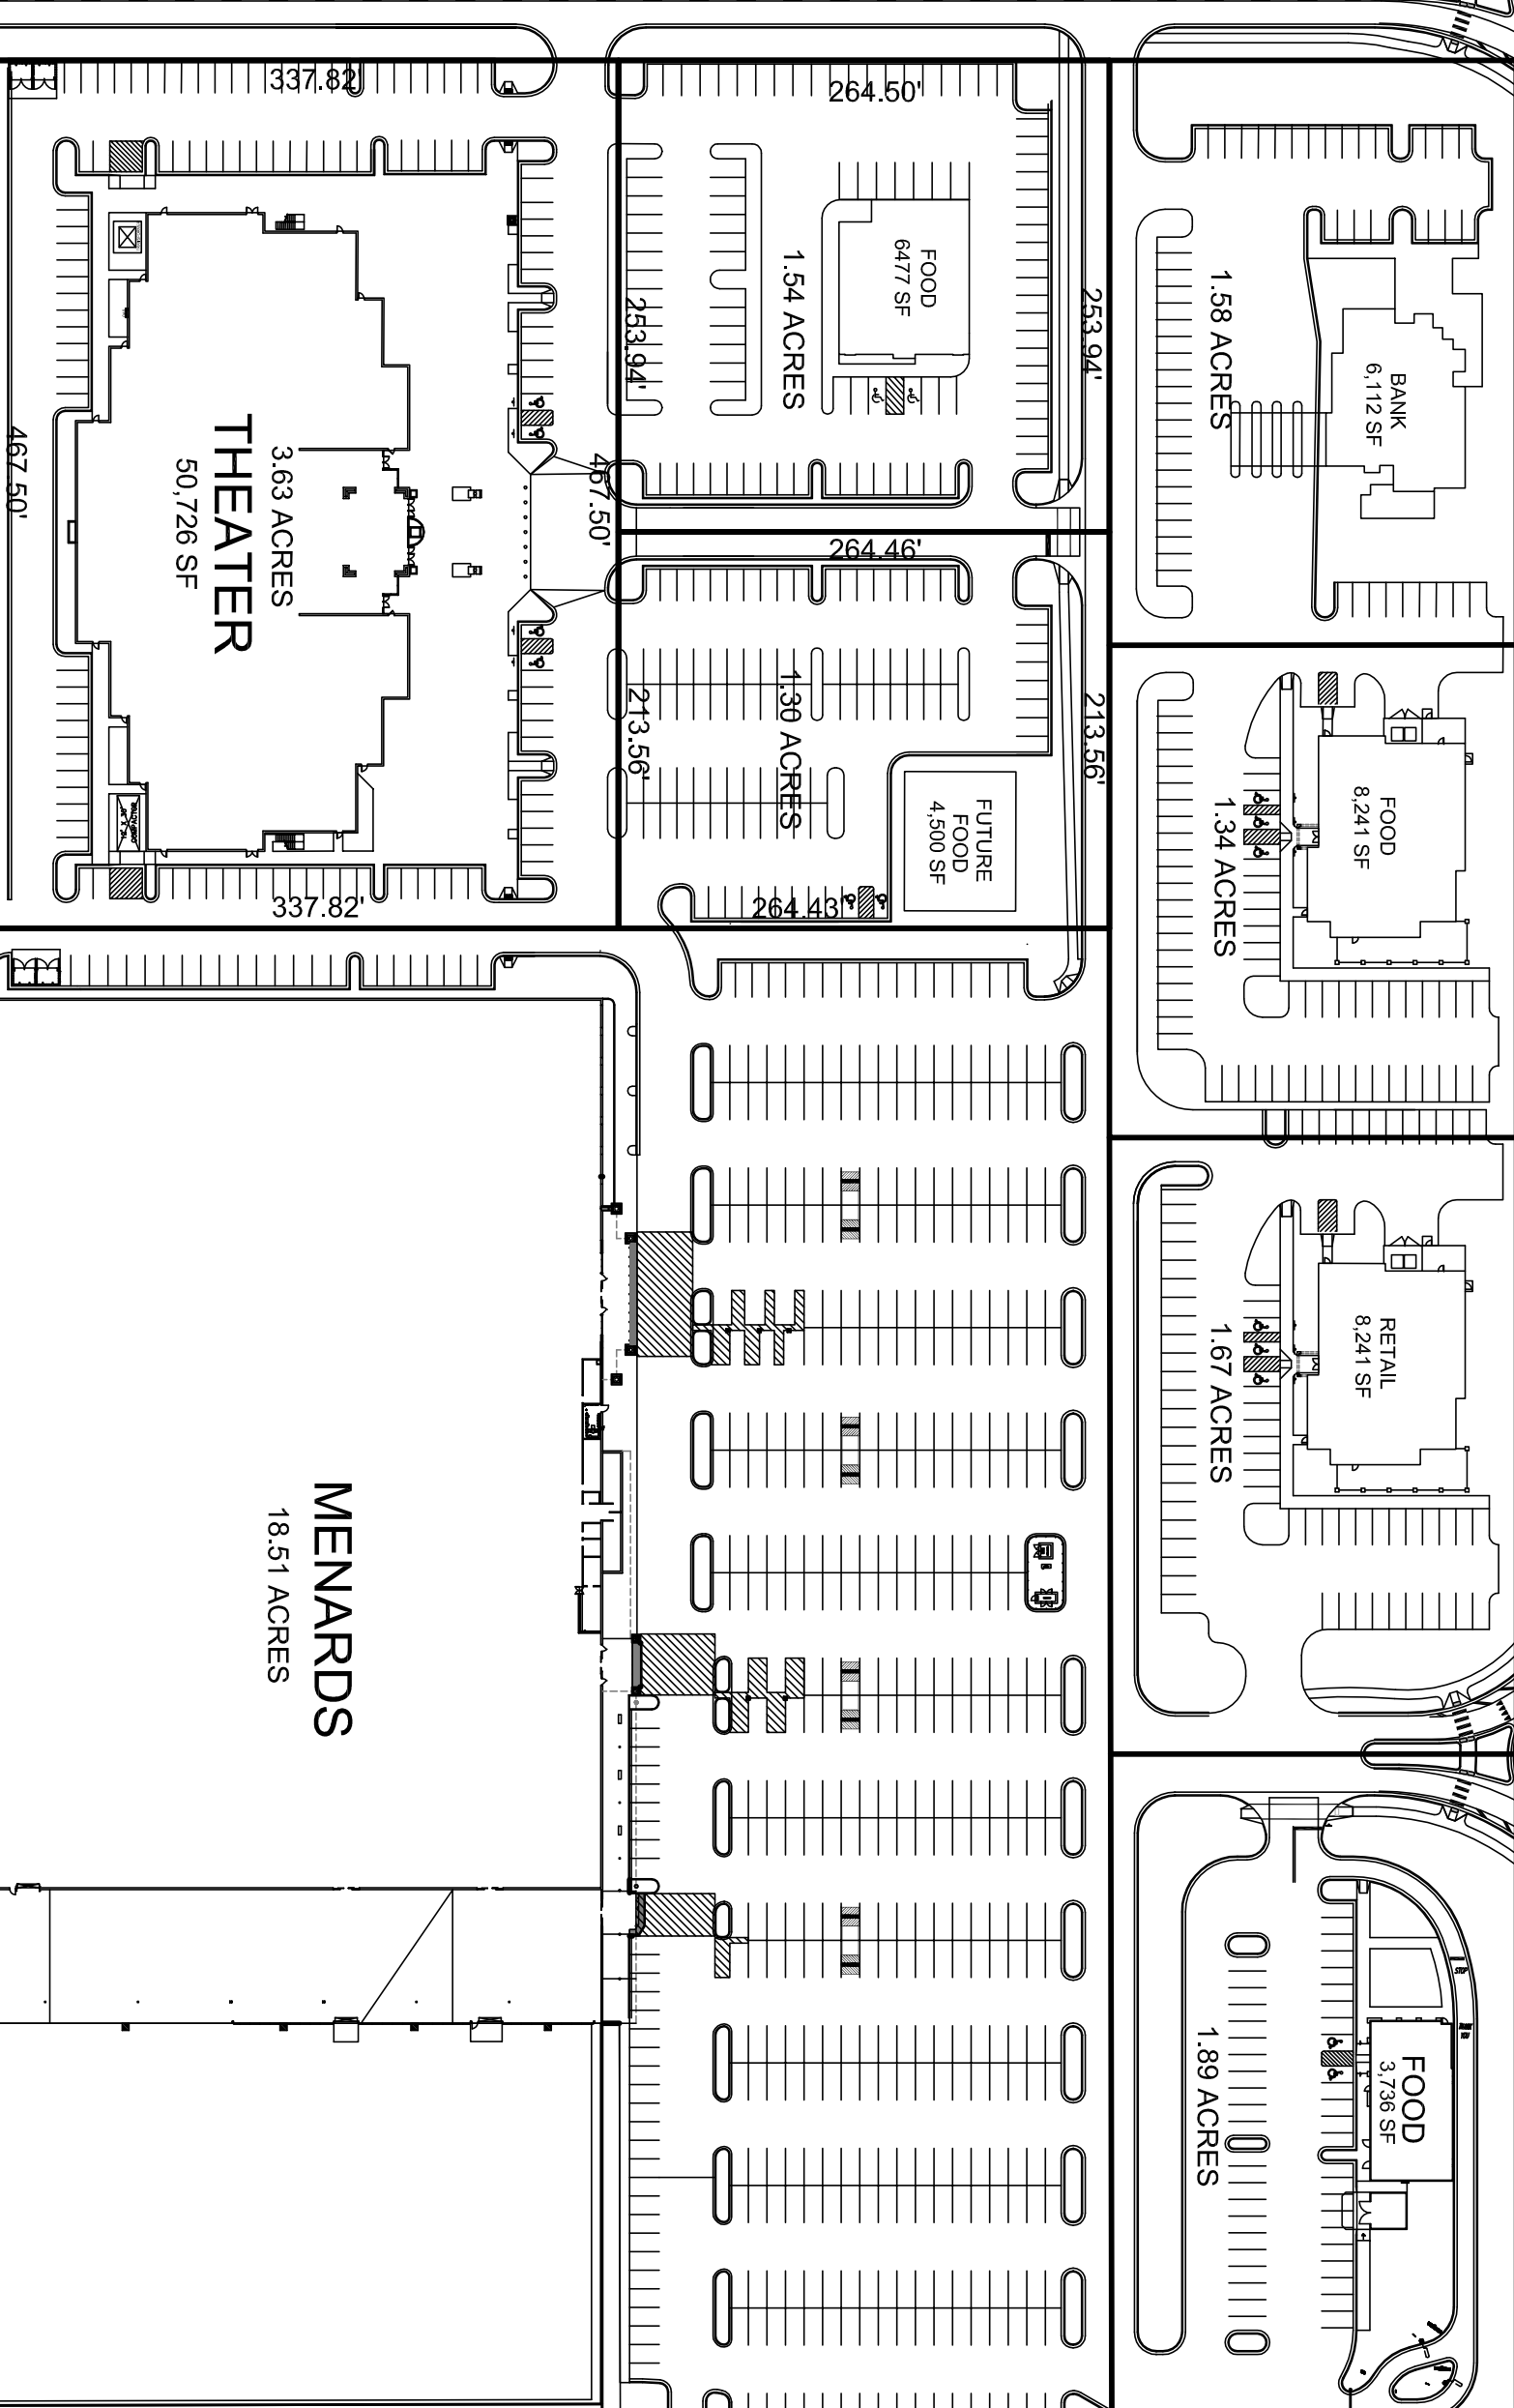 337.82'
264.50'
FOOD
6477 SF
1.54 ACRES
253.94'
253.94'
BANK
6,112 SF
1.58 ACRES
THEATER
3.63 ACRES
50,726 SF
467.50'
467.50'
337.82'
264.46'
1.30 ACRES
213.56'
213.56'
FUTURE
FOOD
4,500 SF
264.43'
FOOD
8,241 SF
1.34 ACRES
RETAIL
8,241 SF
1.67 ACRES
MENARDS
18.51 ACRES
FOOD
3,736 SF
1.89 ACRES
STOP